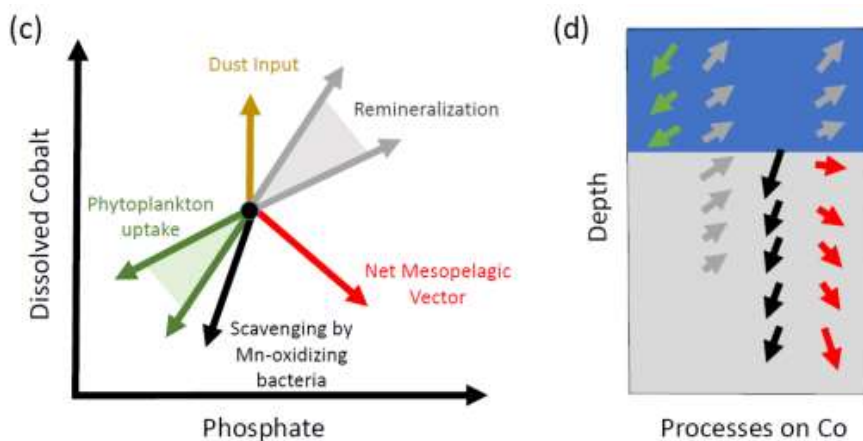 (c)
Dust Input
Remineralization
Phytoplankton
uptake
Net Mesopelagic
Vector
Scavenging by
Mn-oxidizing
bacteria
Dissolved Cobalt
Phosphate
(d)
Depth
Processes on Co